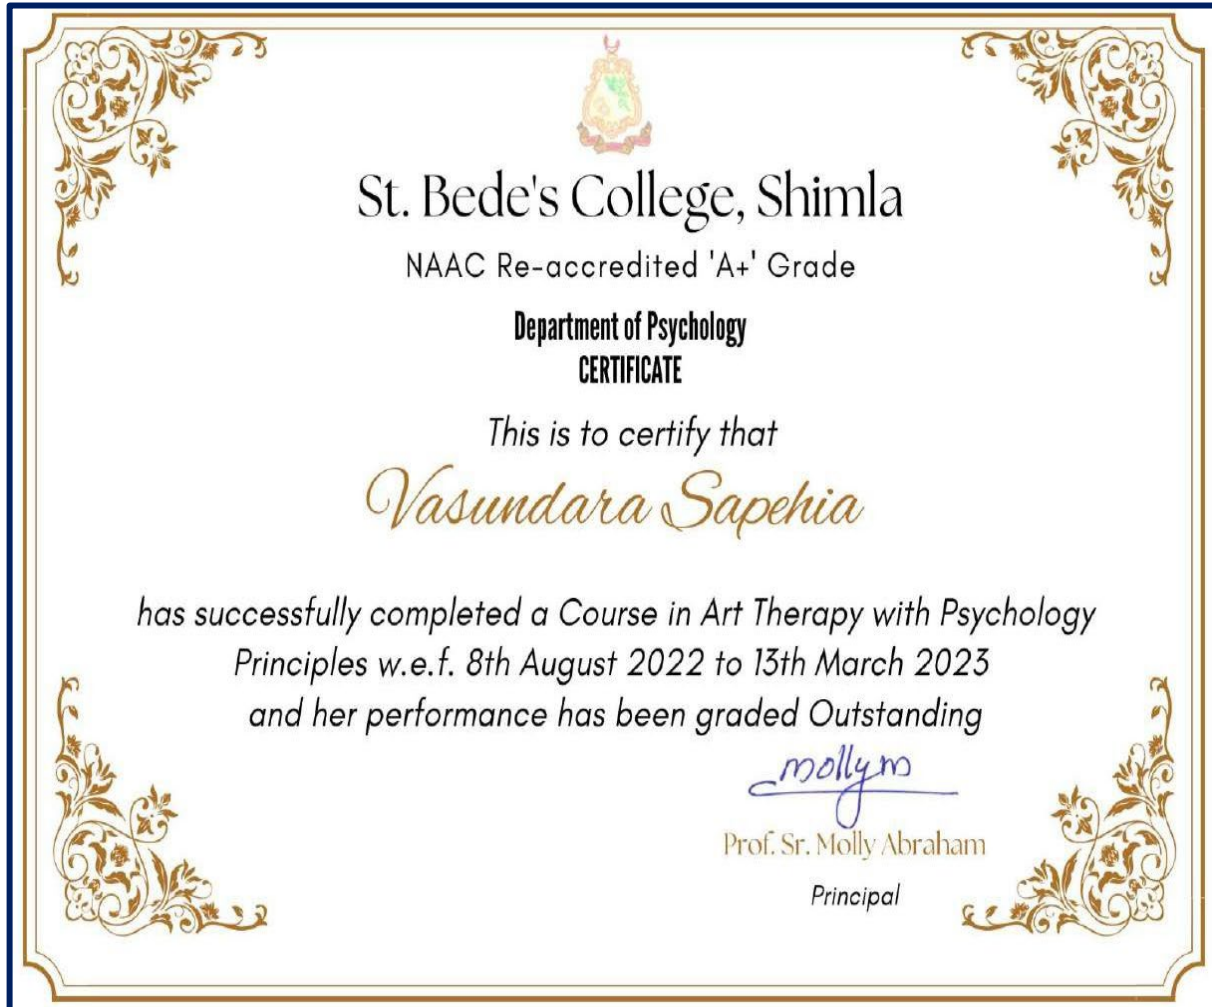 St. Bede's College, Shimla
NAAC Re-accredited 'A+' Grade
Department of Psychology
CERTIFICATE
This is to certify that
Vasundara Sapehia
has successfully completed a Course in Art Therapy with Psychology
Principles w.e.f. 8th August 2022 to 13th March 2023
and her performance has been graded Outstanding
mollym
Prof. Sr. Molly Abraham
Principal